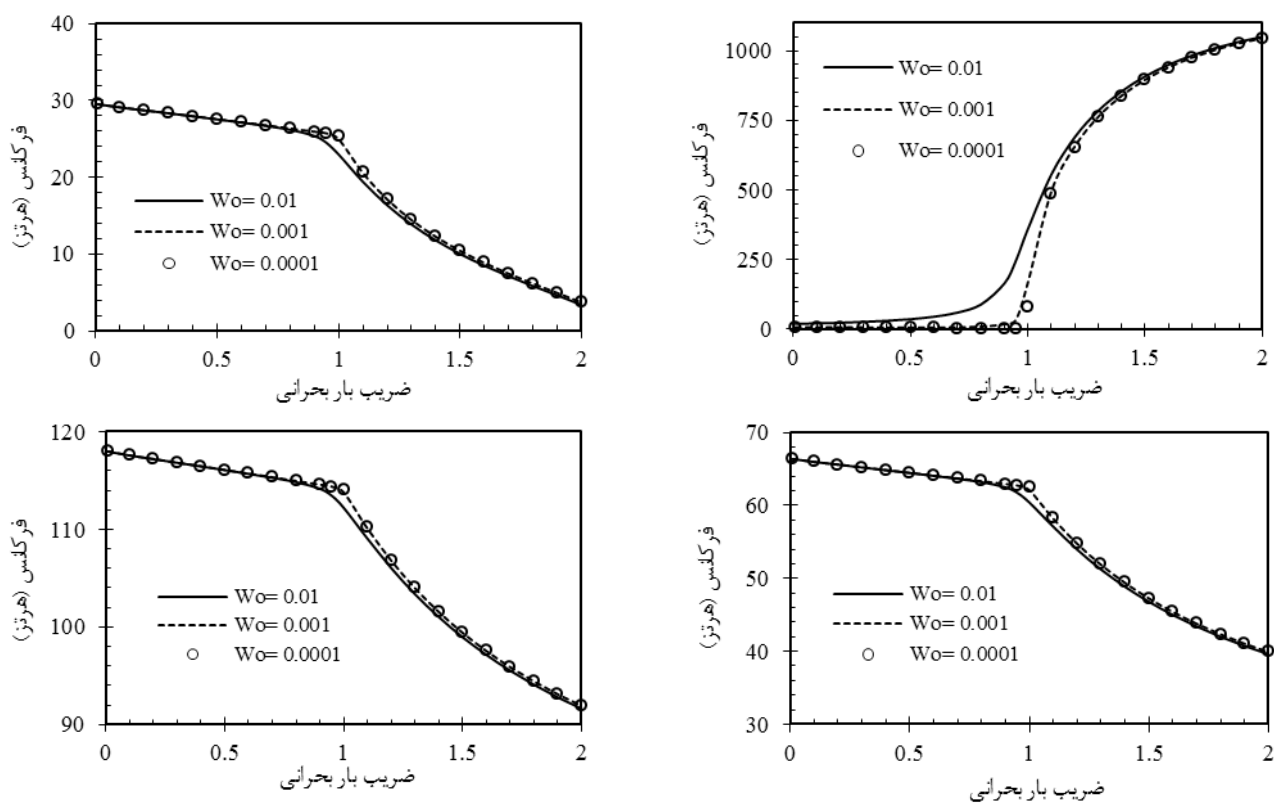 40
30
20
10
0
0 0.5 1 1.5 2
Wo= 0.01
Wo= 0.001
Wo= 0.0001
فرکانس (هرتز)
ضریب بار بحرانی
1000
750
500
250
0
0 0.5 1 1.5 2
Wo= 0.01
Wo= 0.001
Wo= 0.0001
فرکانس (هرتز)
ضریب بار بحرانی
120
110
100
90
0 0.5 1 1.5 2
Wo= 0.01
Wo= 0.001
Wo= 0.0001
فرکانس (هرتز)
ضریب بار بحرانی
70
60
50
40
30
0 0.5 1 1.5 2
Wo= 0.01
Wo= 0.001
Wo= 0.0001
فرکانس (هرتز)
ضریب بار بحرانی